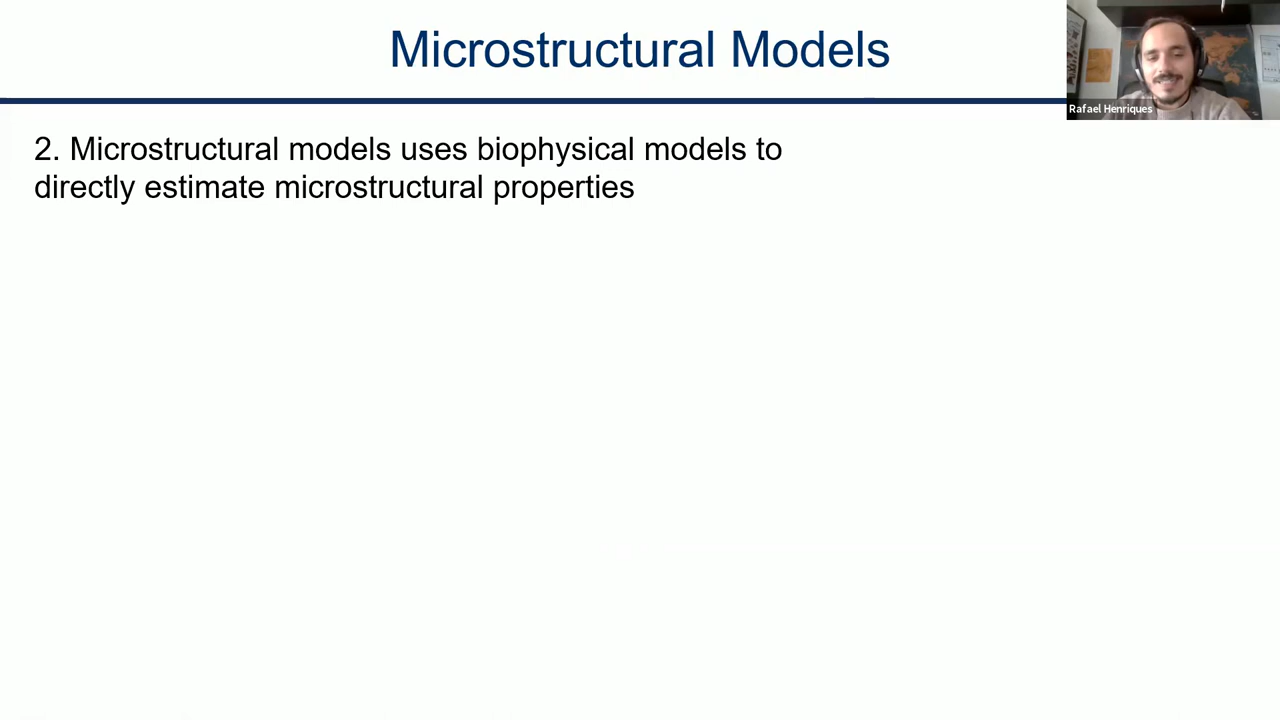 Microstructural Models
Rafael Henriques
2. Microstructural models uses biophysical models to
directly estimate microstructural properties